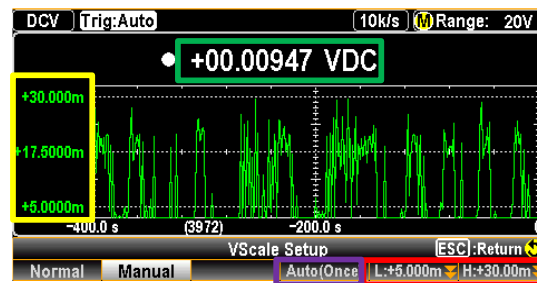 DCV Trig:Auto 10k/s M Range: 20V
+00.00947 VDC
+30.000m
+17.5000m
+5.0000m
-400.0 s (3972) -200.0 s
VScale Setup ESC:Return
Normal Manual Auto(Once L:+5.000m H:+30.00m